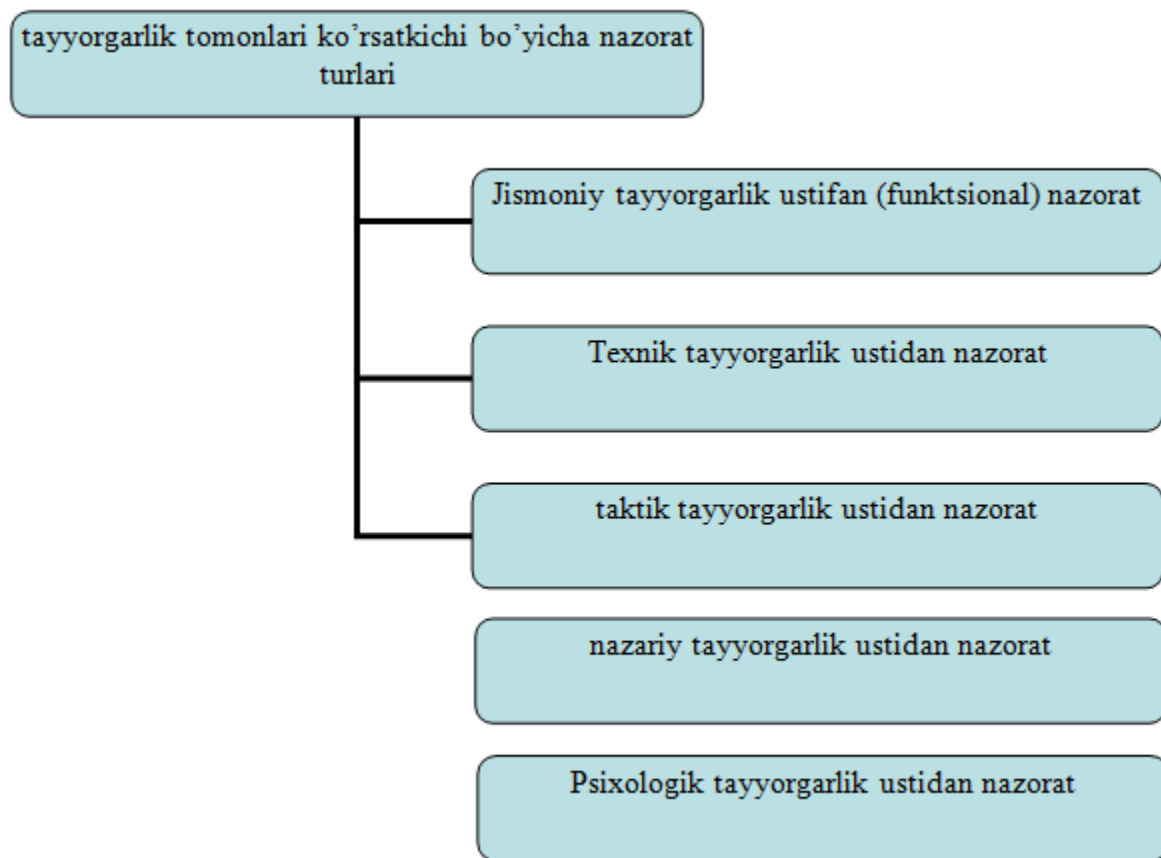 tayyorgarlik tomonlari ko’rsatkichi bo’yicha nazorat
turlari
Jismoniy tayyorgarlik ustifan (funktsional) nazorat
Texnik tayyorgarlik ustidan nazorat
taktik tayyorgarlik ustidan nazorat
nazariy tayyorgarlik ustidan nazorat
Psixologik tayyorgarlik ustidan nazorat